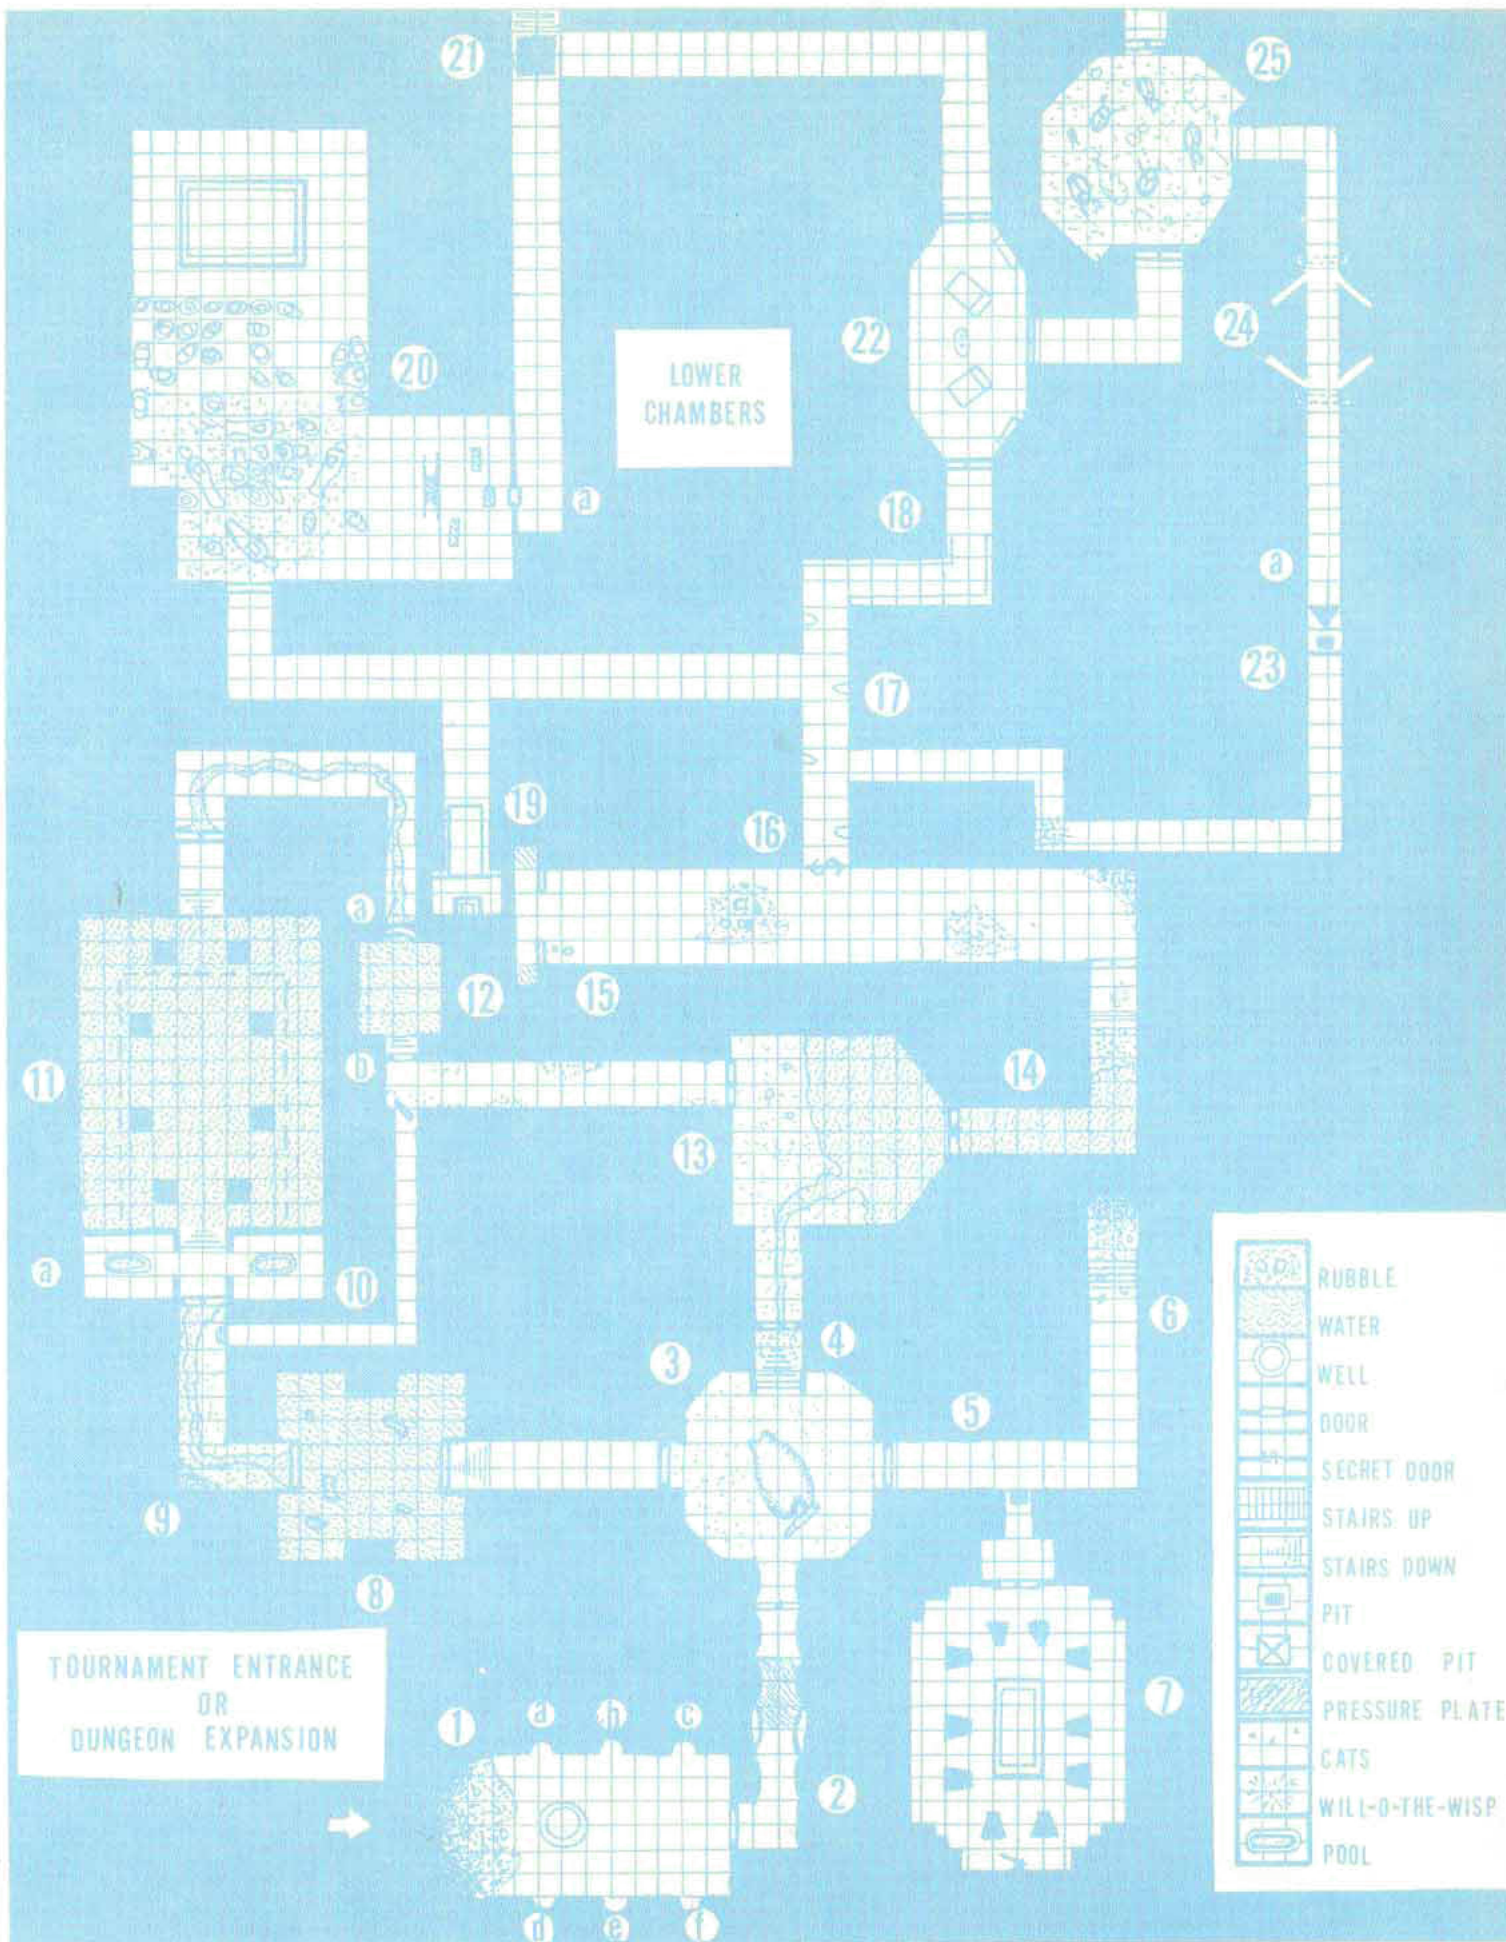 21
25
20
22
24
LOWER
CHAMBERS
18
a
a
23
17
19
16
a
12
15
11
b
14
13
a
10
6
3
4
5
9
8
7
TOURNAMENT ENTRANCE
OR
DUNGEON EXPANSION
1
a
b
c
2
d
e
f
RUBBLE
WATER
WELL
DOOR
SECRET DOOR
STAIRS UP
STAIRS DOWN
PIT
COVERED PIT
PRESSURE PLATE
CATS
WILL-O-THE-WISP
POOL